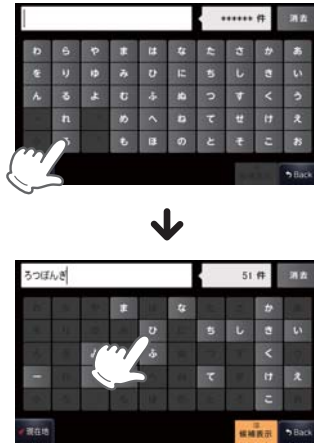 ****** 件 消去
わ ら や ま は な た さ か あ
を り ゆ み ひ に ち し き い
ん る よ む ふ ぬ つ す く う
れ め へ ね て せ け え
も ほ の と そ こ お
Back
ろつぽんぎ 51 件 消去
ま な か
ひ ち し き い
ふ く
ー て け え
こ
現在地 候補表示 Back